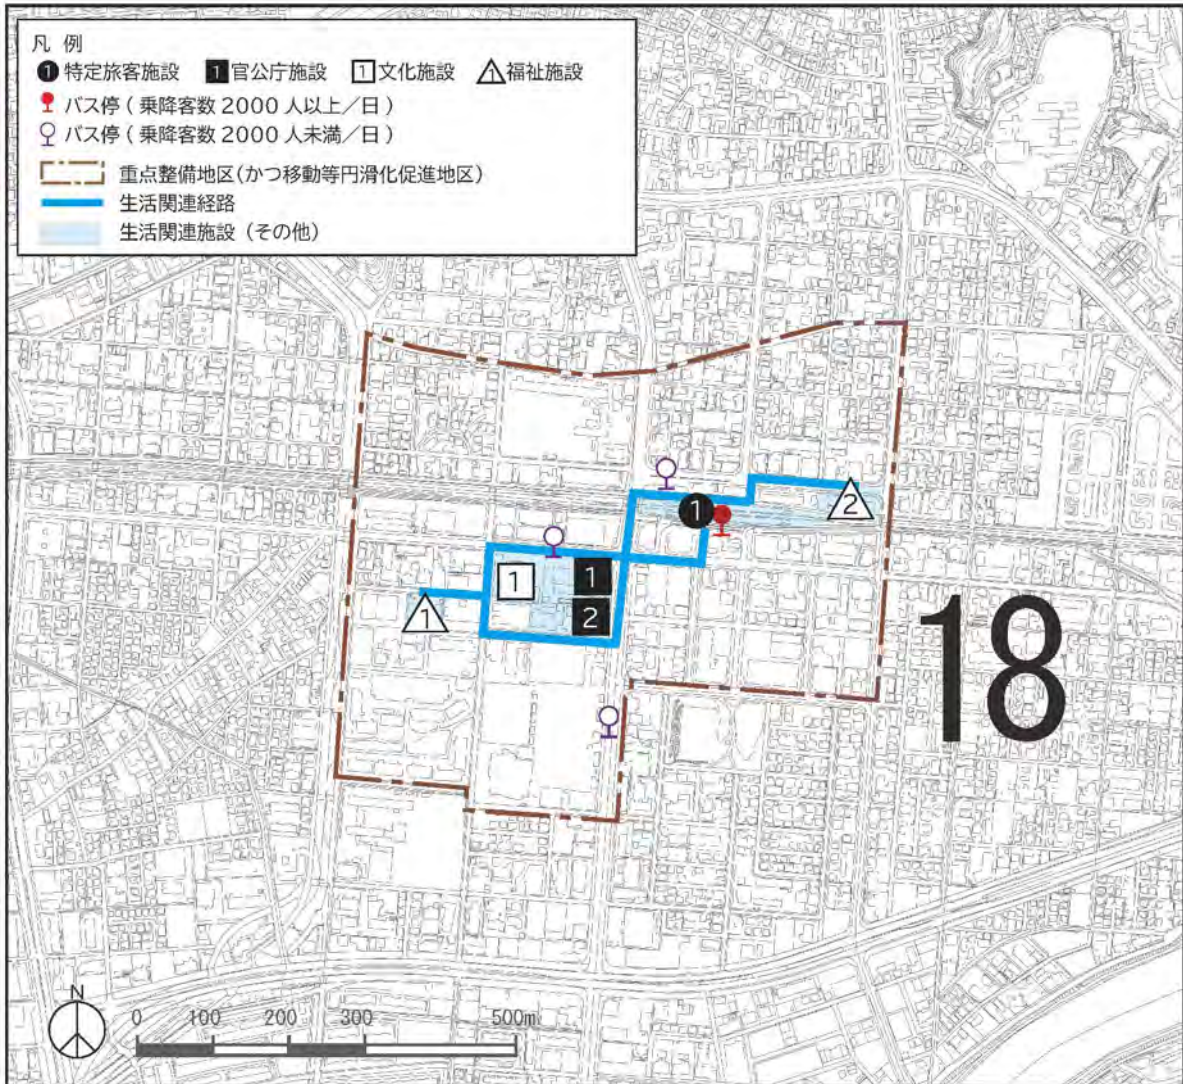 凡 例
1 特定旅客施設 1 官公庁施設 1 文化施設 1 福祉施設
バス停 ( 乗降客数 2000 人以上／日 )
バス停 ( 乗降客数 2000 人未満／日 )
重点整備地区(かつ移動等円滑化促進地区)
生活関連経路
生活関連施設 (その他)
1
2
1
1
2
1
18
N
0 100 200 300 500m